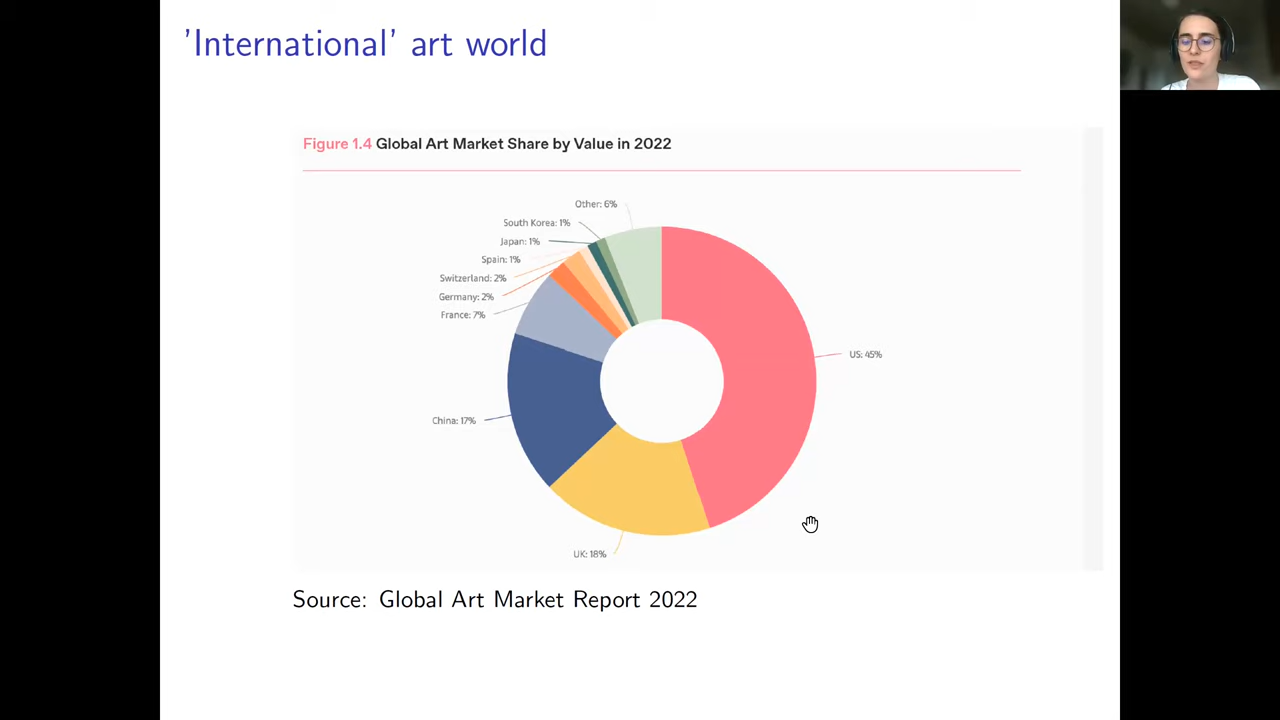 'International' art world
Figure 1.4 Global Art Market Share by Value in 2022
Other: 6%
South Korea: 1%
Japan: 1%
Spain: 1%
Switzerland: 2%
Germany: 2%
France: 7%
US: 45%
China: 17%
UK: 18%
Source: Global Art Market Report 2022